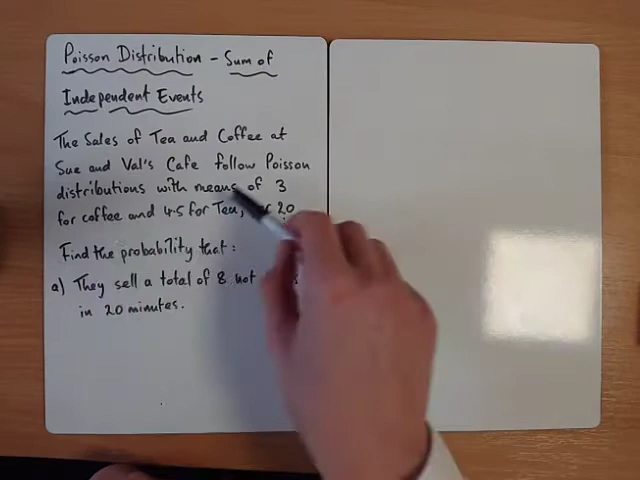 Poisson Distribution - Sum of
Independent Events
The Sales of Tea and Coffee at
Sue and Val's Cafe follow Poisson
distributions with means of 3
for coffee and 4.5 for Tea, 20
Find the probability that:
a) They sell a total of 8 hot
in 20 minutes.